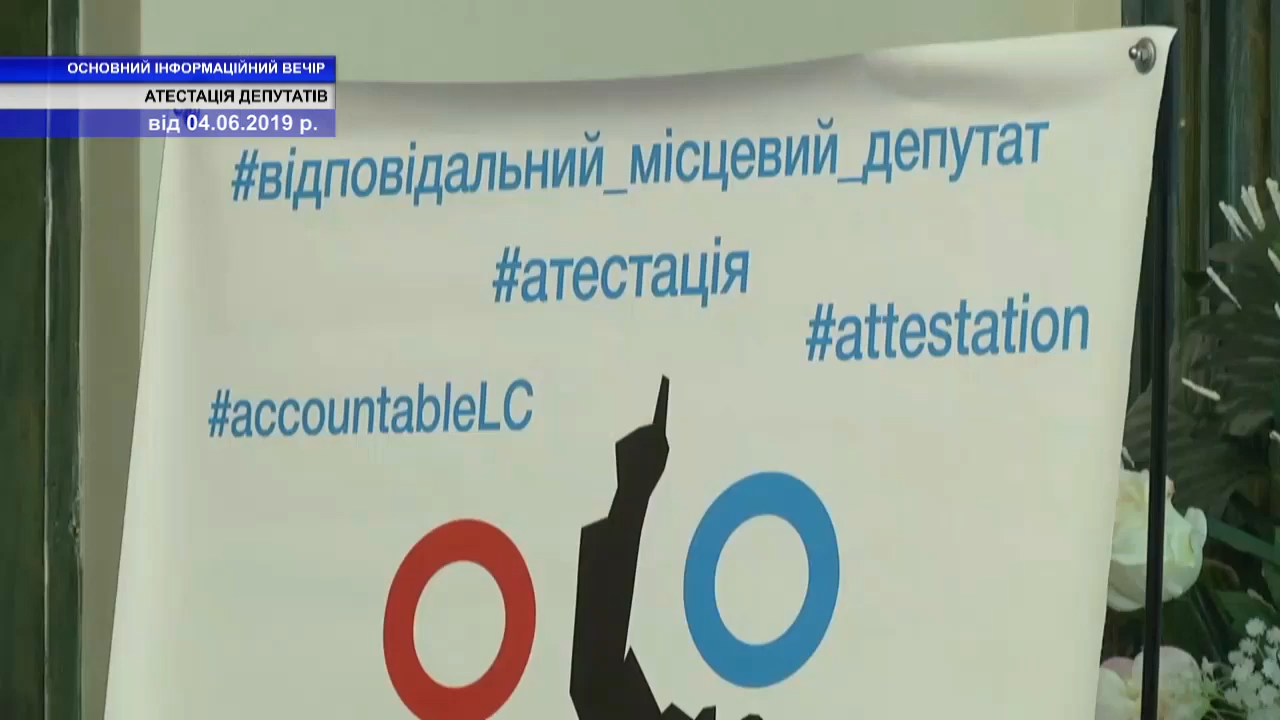 ОСНОВНИЙ ІНФОРМАЦІЙНИЙ ВЕЧІР
АТЕСТАЦІЯ ДЕПУТАТІВ
від 04.06.2019 р.
#відповідальний_місцевий_депутат
#атестація
#attestation
#accountableLC